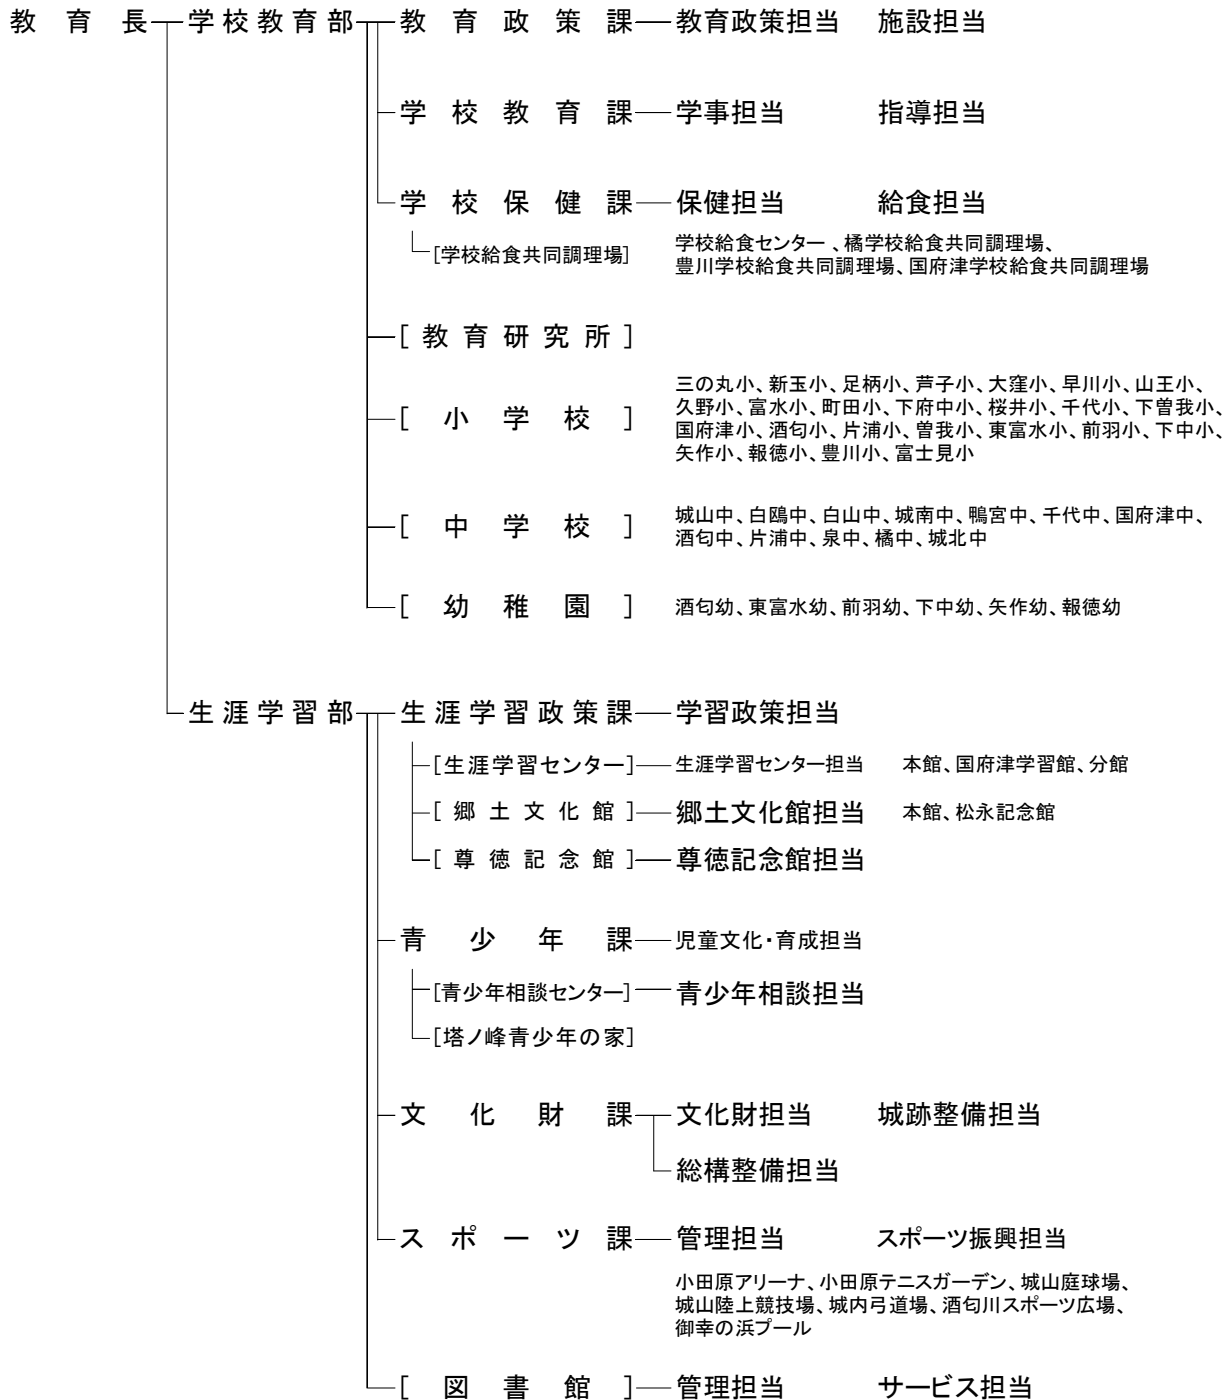 教育長 学校教育部 教育政策課 教育政策担当 施設担当
学校教育課 学事担当 指導担当
学校保健課 保健担当 給食担当
[学校給食共同調理場] 学校給食センター、橘学校給食共同調理場、
豊川学校給食共同調理場、国府津学校給食共同調理場
[教育研究所]
三の丸小、新玉小、足柄小、芦子小、大窪小、早川小、山王小、
久野小、富水小、町田小、下府中小、桜井小、千代小、下曽我小、
[小学校] 国府津小、酒匂小、片浦小、曽我小、東富水小、前羽小、下中小、
矢作小、報徳小、豊川小、富士見小
[中学校] 城山中、白鴎中、白山中、城南中、鴨宮中、千代中、国府津中、
酒匂中、片浦中、泉中、橘中、城北中
[幼稚園] 酒匂幼、東富水幼、前羽幼、下中幼、矢作幼、報徳幼
生涯学習部 生涯学習政策課 学習政策担当
[生涯学習センター] 生涯学習センター担当 本館、国府津学習館、分館
[郷土文化館] 郷土文化館担当 本館、松永記念館
[尊徳記念館] 尊徳記念館担当
青少年課 児童文化・育成担当
[青少年相談センター] 青少年相談担当
[塔ノ峰青少年の家]
文化財課 文化財担当 城跡整備担当
総構整備担当
スポーツ課 管理担当 スポーツ振興担当
小田原アリーナ、小田原テニスガーデン、城山庭球場、
城山陸上競技場、城内弓道場、酒匂川スポーツ広場、
御幸の浜プール
[図書館] 管理担当 サービス担当